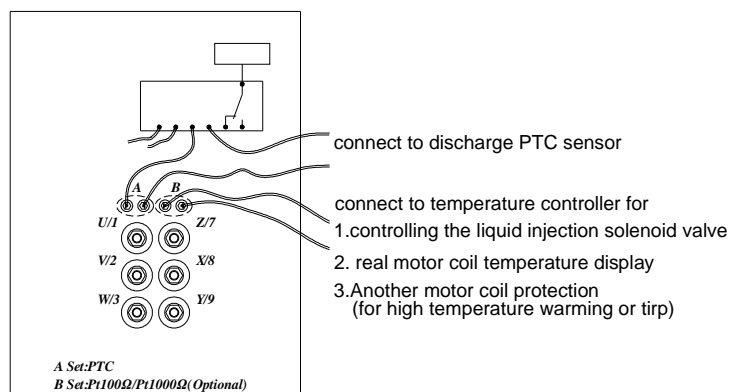 connect to discharge PTC sensor
A B
U/1 Z/7
V/2 X/8
W/3 Y/9
connect to temperature controller for
1.controlling the liquid injection solenoid valve
2. real motor coil temperature display
3.Another motor coil protection
(for high temperature warming or tirp)
A Set:PTC
B Set:Pt100Ω/Pt1000Ω(Optional)